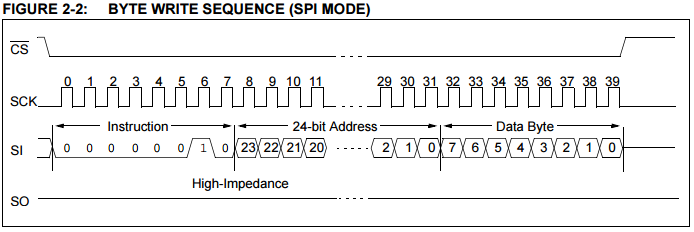 FIGURE 2-2: BYTE WRITE SEQUENCE (SPI MODE)
CS
0 1 2 3 4 5 6 7 8 9 10 11 29 30 31 32 33 34 35 36 37 38 39
SCK
Instruction 24-bit Address Data Byte
SI 0 0 0 0 0 0 1 0 23 22 21 20 2 1 0 7 6 5 4 3 2 1 0
High-Impedance
SO